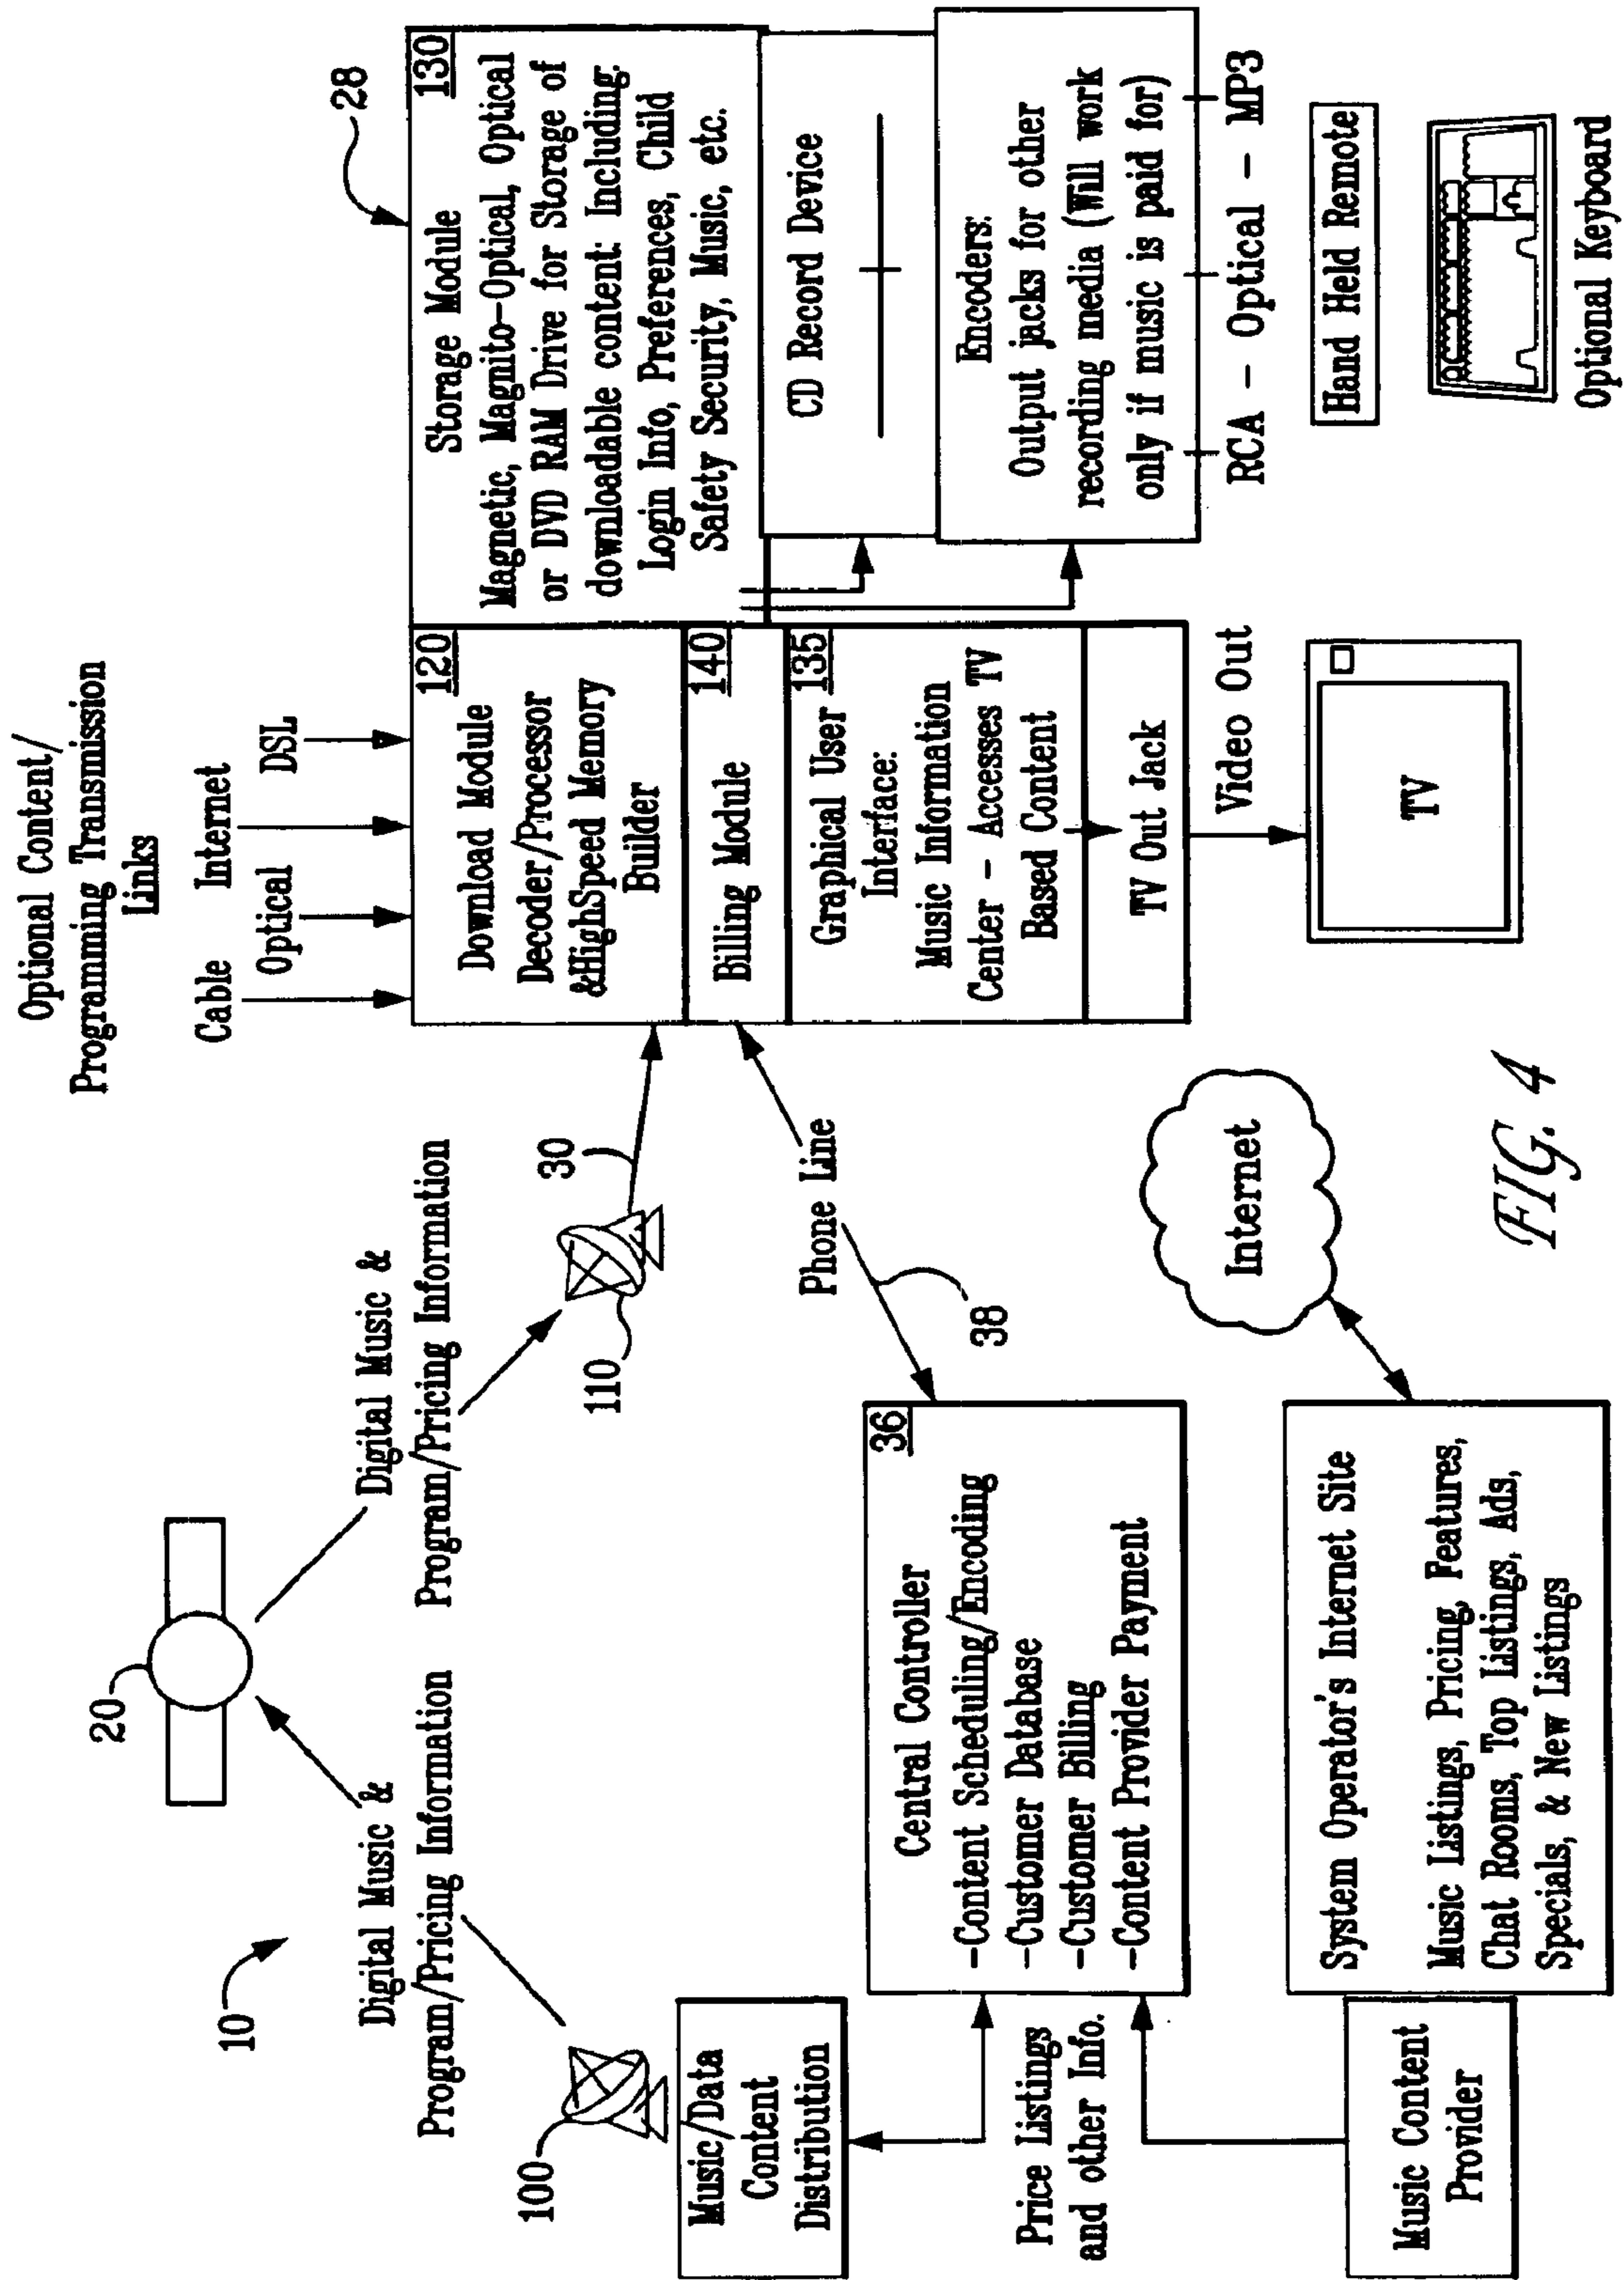 10
20
Digital Music &
Program/Pricing Information
Digital Music &
Program/Pricing Information
100
110
30
Music/Data
Content
Distribution
Price Listings
and other Info.
Music Content
Provider
36
Central Controller
-Content Scheduling/Encoding
-Customer Database
-Customer Billing
-Content Provider Payment
Phone Line
38
System Operator's Internet Site
Music Listings, Pricing, Features,
Chat Rooms, Top Listings, Ads,
Specials, & New Listings
Internet
Optional Content/
Programming Transmission
Links
Cable
Optical
Internet
DSL
28
120
Download Module
Decoder/Processor
&HighSpeed Memory
Builder
140
Billing Module
135
Graphical User
Interface:
Music Information
Center - Accesses TV
Based Content
TV Out Jack
Video Out
TV
130
Storage Module
Magnetic, Magnito-Optical, Optical
or DVD RAM Drive for Storage of
downloadable content: Including:
Login Info, Preferences, Child
Safety Security, Music, etc.
CD Record Device
Encoders:
Output jacks for other
recording media (Will work
only if music is paid for)
RCA - Optical - MP3
Hand Held Remote
Optional Keyboard
FIG. 4